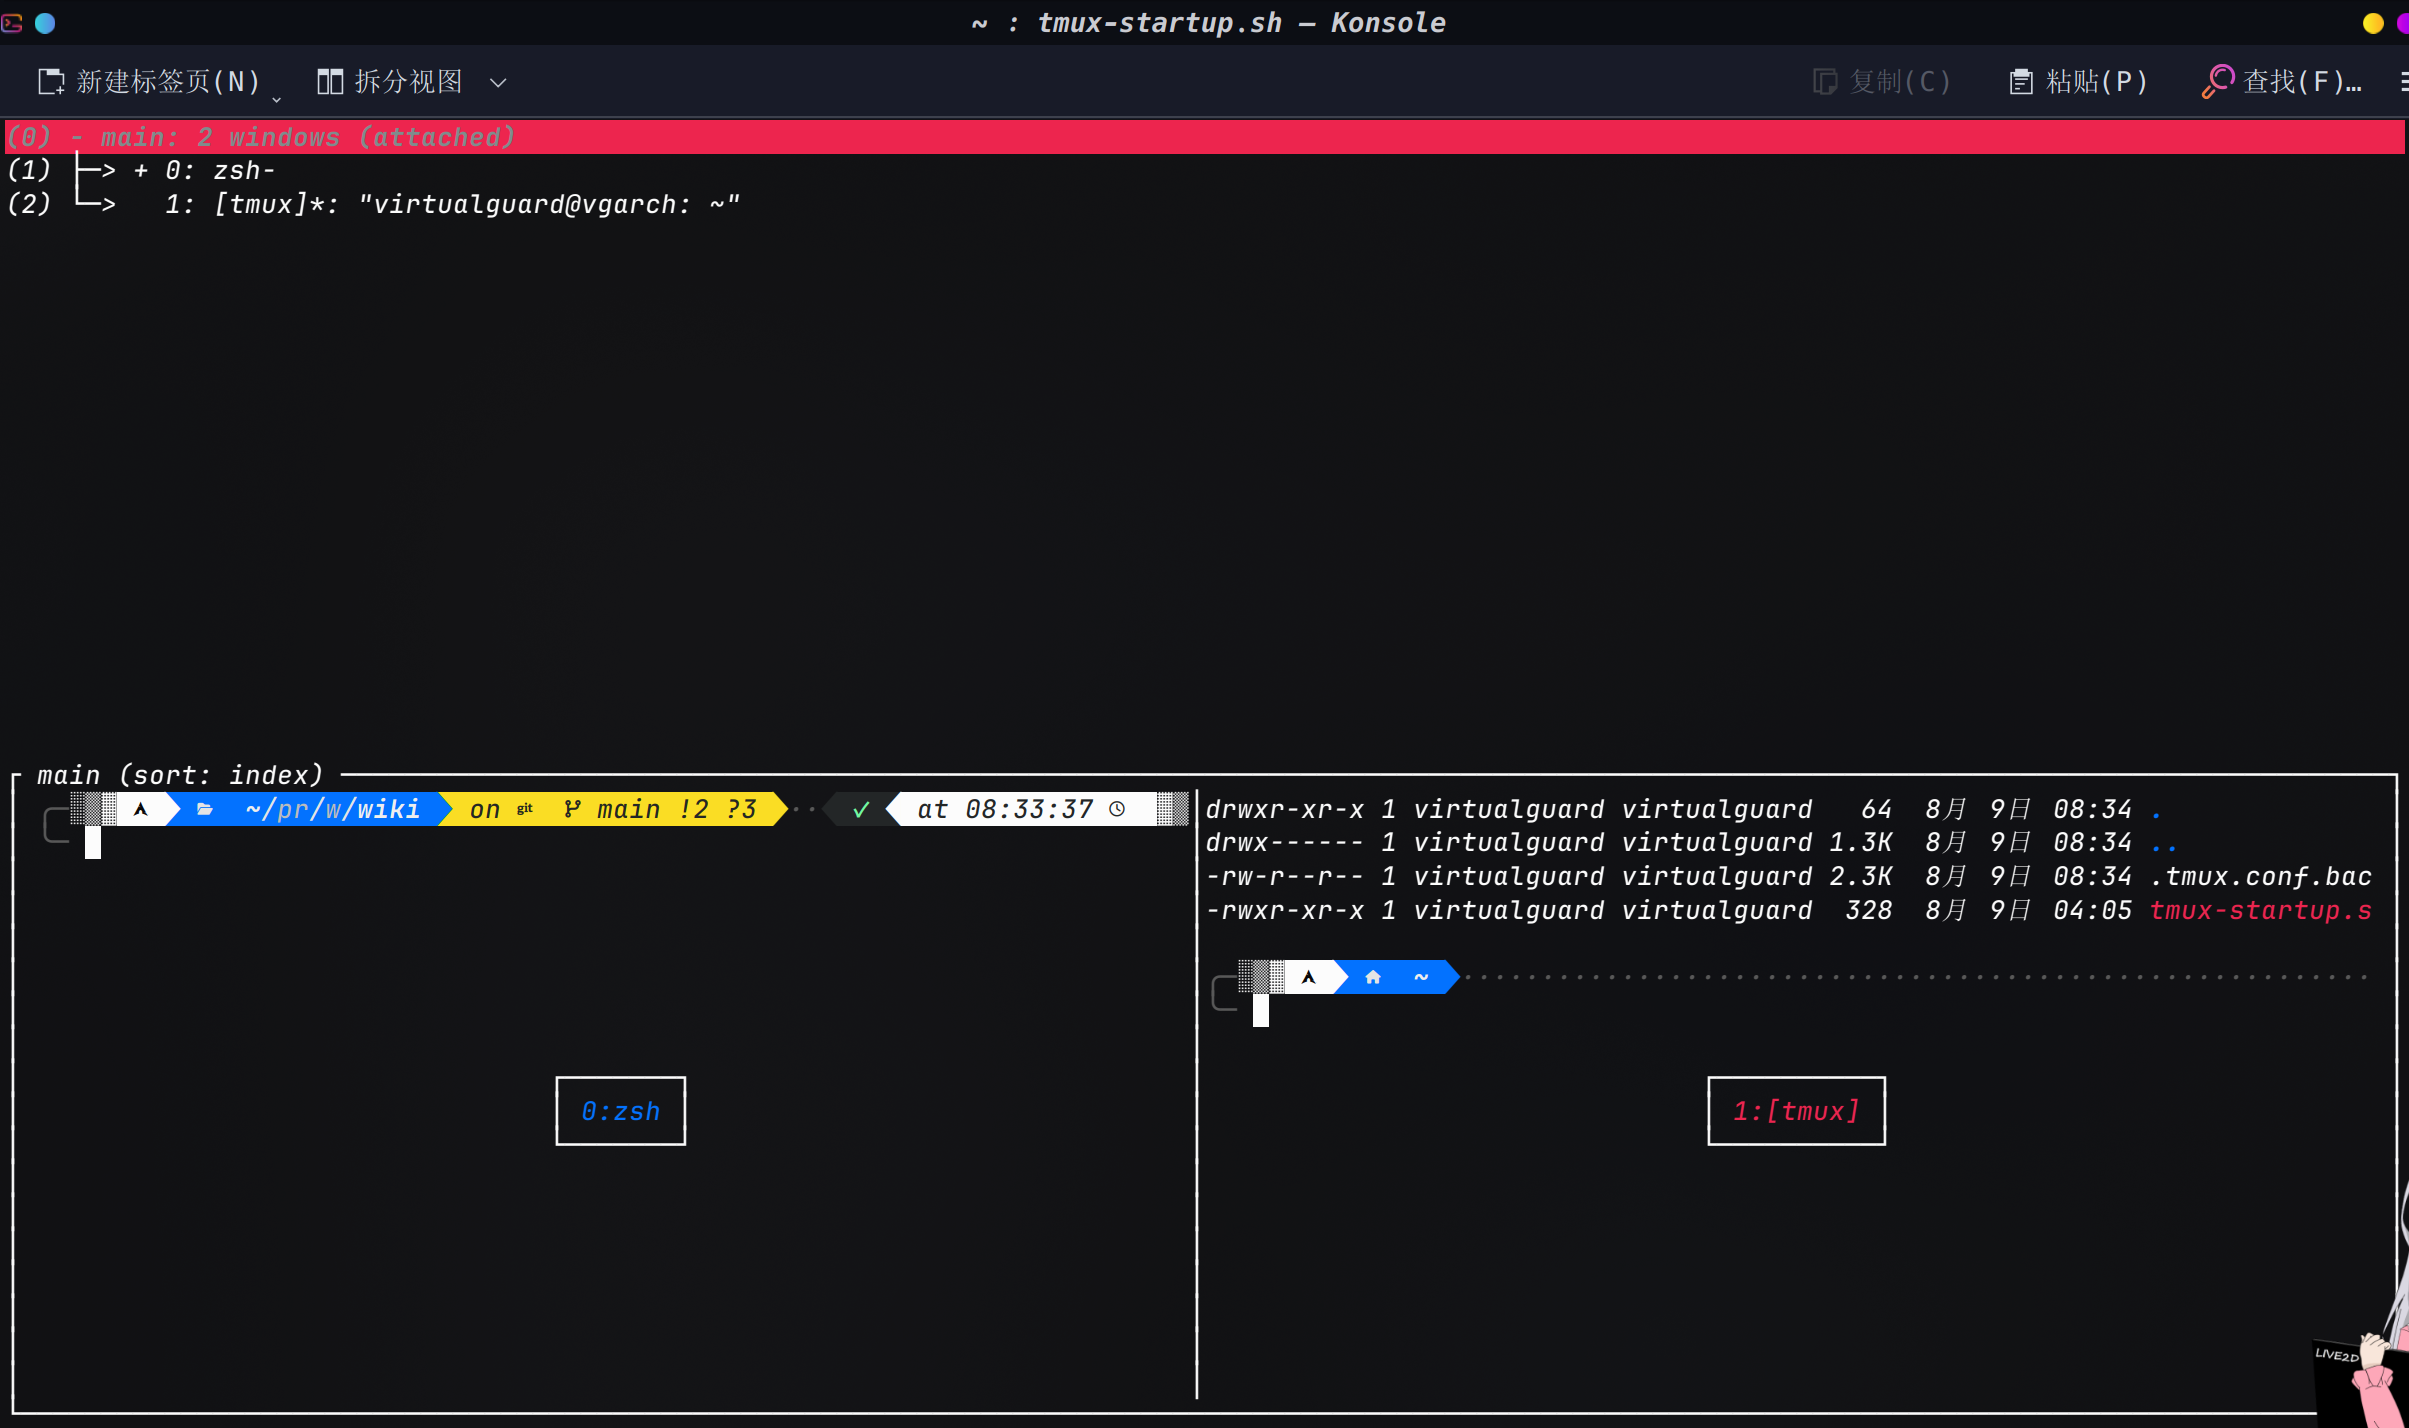 ~ : tmux-startup.sh — Konsole
新建标签页(N) 拆分视图 复制(C) 粘贴(P) 查找(F)…
(0) - main: 2 windows (attached)
(1) ├─> + 0: zsh-
(2) └─> 1: [tmux]*: "virtualguard@vgarch: ~"
main (sort: index)
~/pr/w/wiki on git main !2 ?3 ·· ✓ at 08:33:37
drwxr-xr-x 1 virtualguard virtualguard 64 8月 9日 08:34 .
drwx------ 1 virtualguard virtualguard 1.3K 8月 9日 08:34 ..
-rw-r--r-- 1 virtualguard virtualguard 2.3K 8月 9日 08:34 .tmux.conf.bac
-rwxr-xr-x 1 virtualguard virtualguard 328 8月 9日 04:05 tmux-startup.s
~
0:zsh
1:[tmux]
LIVE2D